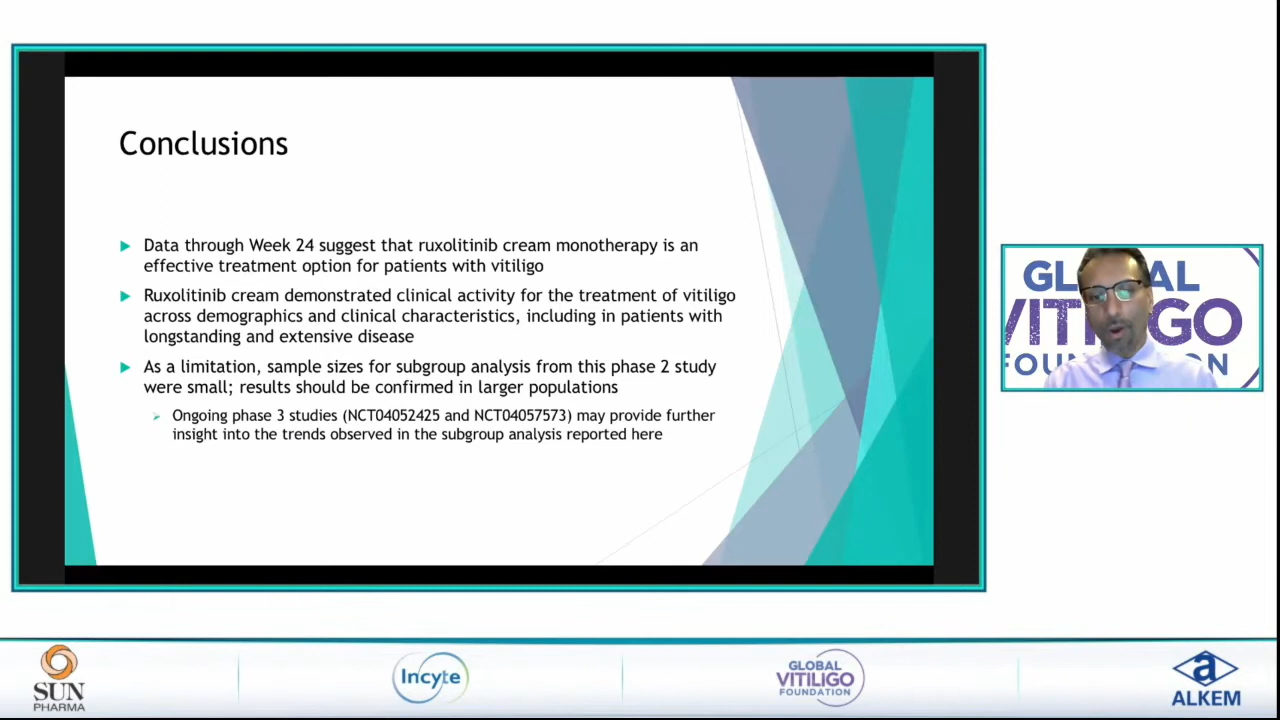 Conclusions
Data through Week 24 suggest that ruxolitinib cream monotherapy is an
effective treatment option for patients with vitiligo
Ruxolitinib cream demonstrated clinical activity for the treatment of vitiligo
across demographics and clinical characteristics, including in patients with
longstanding and extensive disease
As a limitation, sample sizes for subgroup analysis from this phase 2 study
were small; results should be confirmed in larger populations
Ongoing phase 3 studies (NCT04052425 and NCT04057573) may provide further
insight into the trends observed in the subgroup analysis reported here
SUN
PHARMA
Incyte
GLOBAL
VITILIGO
FOUNDATION
a
ALKEM